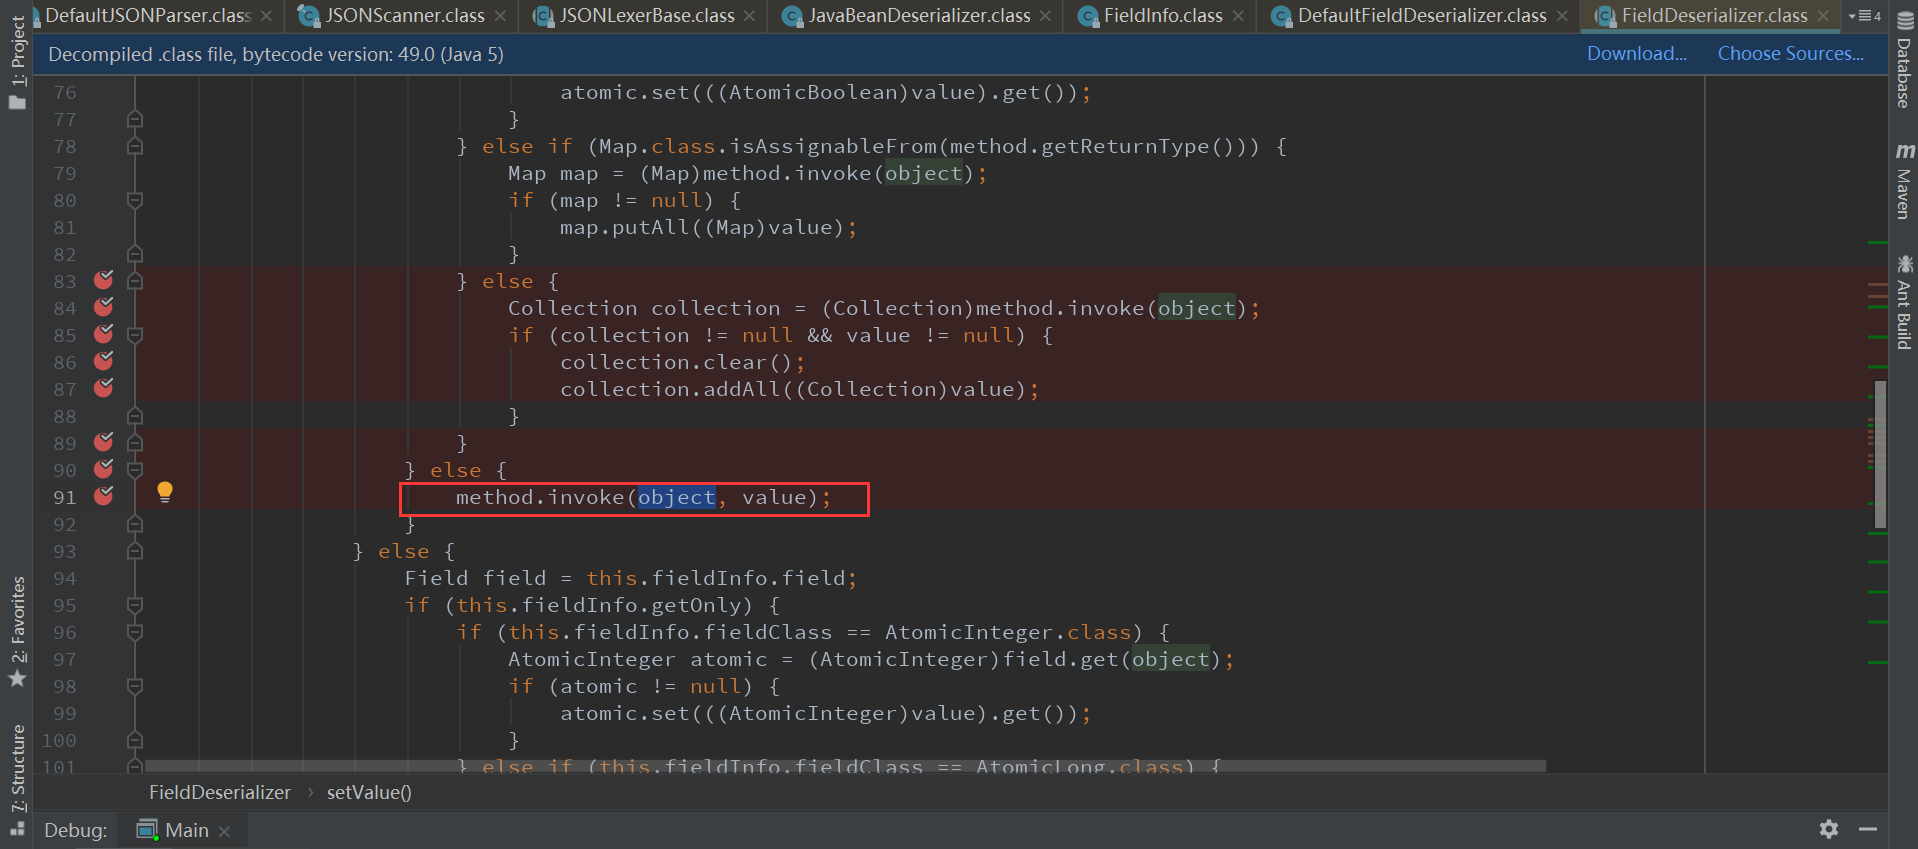 DefaultJSONParser.class
JSONScanner.class
JSONLexerBase.class
JavaBeanDeserializer.class
FieldInfo.class
DefaultFieldDeserializer.class
FieldDeserializer.class
4
Decompiled .class file, bytecode version: 49.0 (Java 5)
Download...
Choose Sources...
1: Project
2: Favorites
7: Structure
Database
m Maven
Ant Build
76 atomic.set(((AtomicBoolean)value).get());
77 }
78 } else if (Map.class.isAssignableFrom(method.getReturnType())) {
79 Map map = (Map)method.invoke(object);
80 if (map != null) {
81 map.putAll((Map)value);
82 }
83 } else {
84 Collection collection = (Collection)method.invoke(object);
85 if (collection != null && value != null) {
86 collection.clear();
87 collection.addAll((Collection)value);
88 }
89 }
90 } else {
91 method.invoke(object, value);
92 }
93 } else {
94 Field field = this.fieldInfo.field;
95 if (this.fieldInfo.getOnly) {
96 if (this.fieldInfo.fieldClass == AtomicInteger.class) {
97 AtomicInteger atomic = (AtomicInteger)field.get(object);
98 if (atomic != null) {
99 atomic.set(((AtomicInteger)value).get());
100 }
101 } else if (this.fieldInfo.fieldClass == AtomicLong.class) {
FieldDeserializer › setValue()
Debug: Main